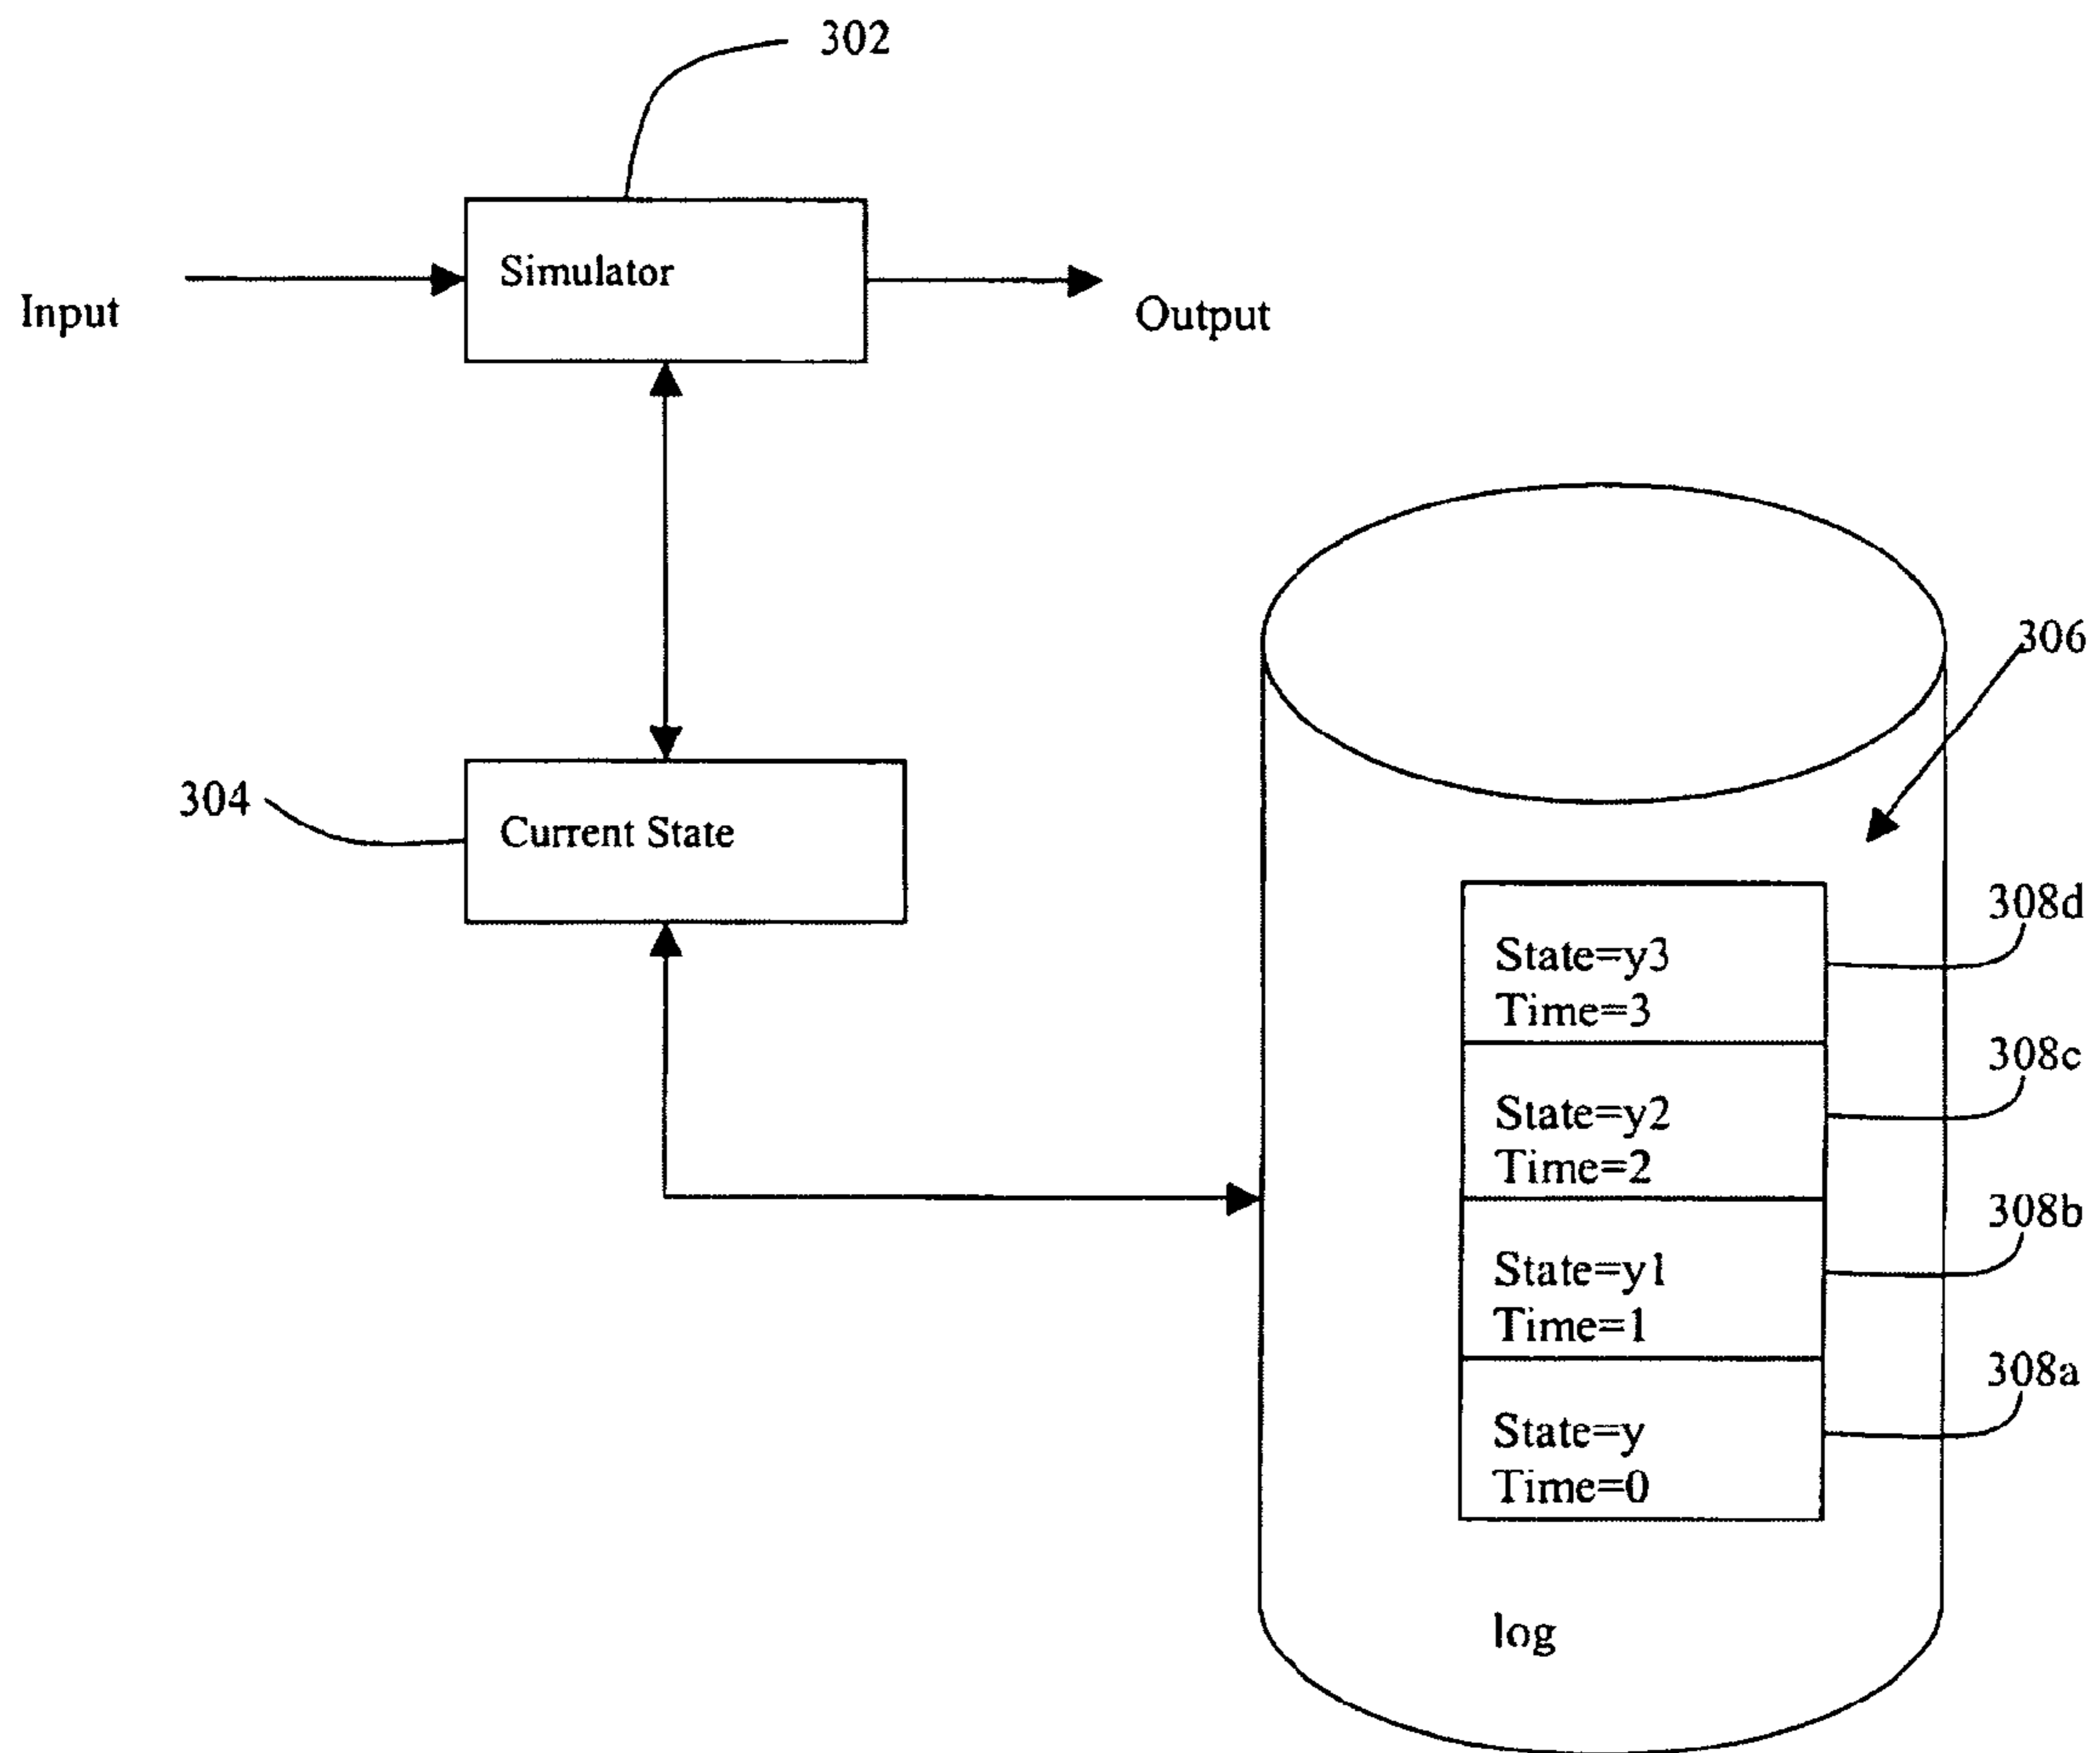 302
Simulator
Input
Output
306
304
Current State
308d
State=y3
Time=3
308c
State=y2
Time=2
308b
State=y1
Time=1
308a
State=y
Time=0
log